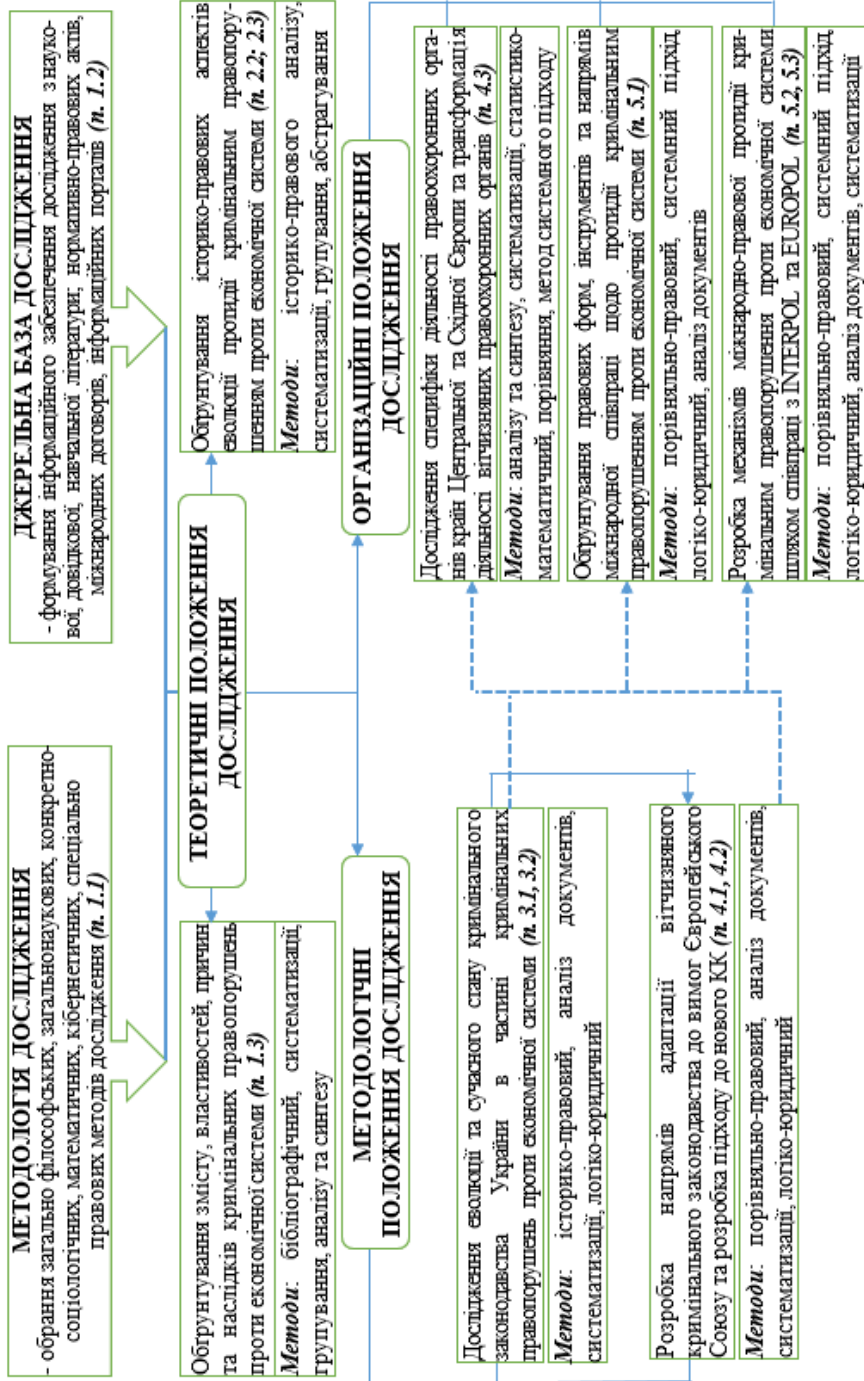 МЕТОДОЛОГІЯ ДОСЛІДЖЕННЯ
- обрання загально філософських, загальнонаукових, конкретно-
соціологічних, математичних, кібернетичних, спеціально
правових методів дослідження (п. 1.1)
ДЖЕРЕЛЬНА БАЗА ДОСЛІДЖЕННЯ
- формування інформаційного забезпечення дослідження з науко-
вої, довідкової, навчальної літератури; нормативно-правових актів,
міжнародних договорів, інформаційних порталів (п. 1.2)
ТЕОРЕТИЧНІ ПОЛОЖЕННЯ
ДОСЛІДЖЕННЯ
Обґрунтування змісту, властивостей, причин
та наслідків кримінальних правопорушень
проти економічної системи (п. 1.3)
Методи: бібліографічний, систематизації,
групування, аналізу та синтезу
Обґрунтування історико-правових аспектів
еволюції протидії кримінальним правопору-
шенням проти економічної системи (п. 2.2; 2.3)
Методи: історико-правового аналізу,
систематизації, групування, абстрагування
МЕТОДОЛОГІЧНІ
ПОЛОЖЕННЯ ДОСЛІДЖЕННЯ
ОРГАНІЗАЦІЙНІ ПОЛОЖЕННЯ
ДОСЛІДЖЕННЯ
Дослідження еволюції та сучасного стану кримінального
законодавства України в частині кримінальних
правопорушень проти економічної системи (п. 3.1, 3.2)
Методи: історико-правовий, аналіз документів,
систематизації, логіко-юридичний
Розробка напрямів адаптації вітчизняного
кримінального законодавства до вимог Європейського
Союзу та розробка підходу до нового КК (п. 4.1, 4.2)
Методи: порівняльно-правовий, аналіз документів,
систематизації, логіко-юридичний
Дослідження специфіки діяльності правоохоронних орга-
нів країн Центральної та Східної Європи та трансформація
діяльності вітчизняних правоохоронних органів (п. 4.3)
Методи: аналізу та синтезу, систематизації, статистико-
математичний, порівняння, метод системного підходу
Обґрунтування правових форм, інструментів та напрямів
міжнародної співпраці щодо протидії кримінальним
правопорушенням проти економічної системи (п. 5.1)
Методи: порівняльно-правовий, системний підхід,
логіко-юридичний, аналіз документів
Розробка механізмів міжнародно-правової протидії кри-
мінальним правопорушення проти економічної системи
шляхом співпраці з INTERPOL та EUROPOL (п. 5.2, 5.3)
Методи: порівняльно-правовий, системний підхід,
логіко-юридичний, аналіз документів, систематизації